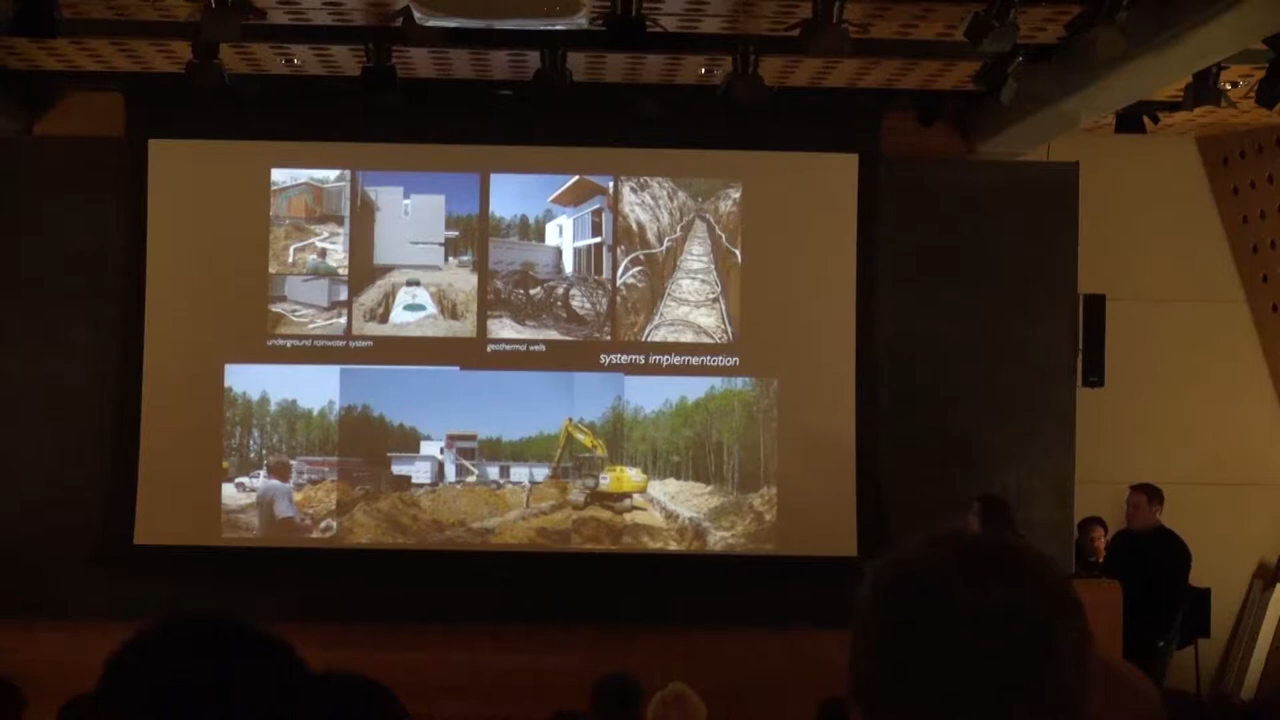 underground rainwater system
geothermal wells
systems implementation